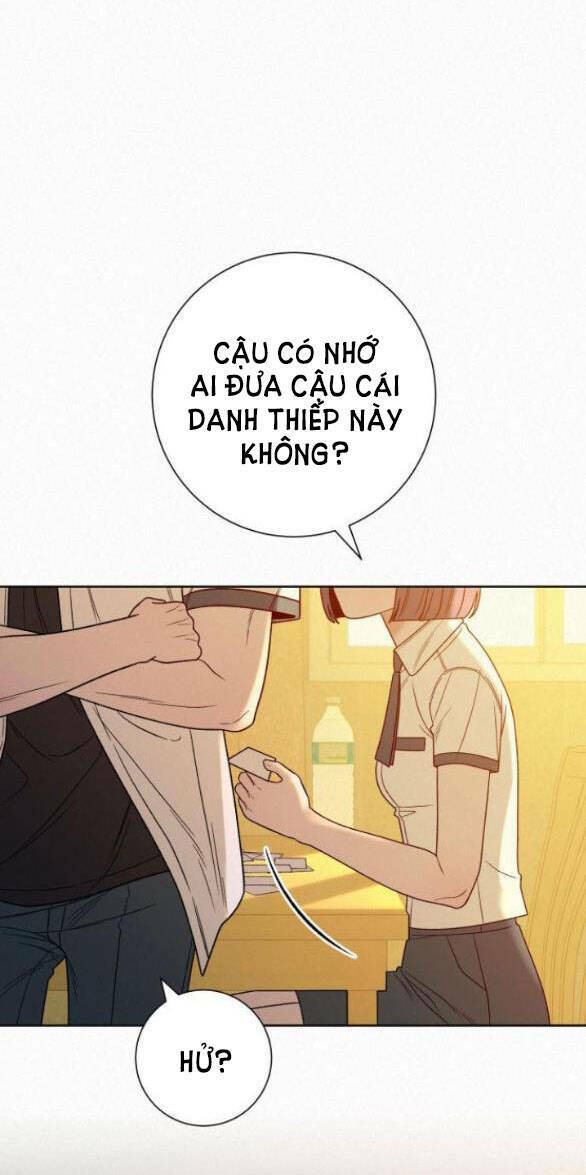 CẬU CÓ NHỚ
AI ĐƯA CẬU CÁI
DANH THIẾP NÀY
KHÔNG?
HỬ?